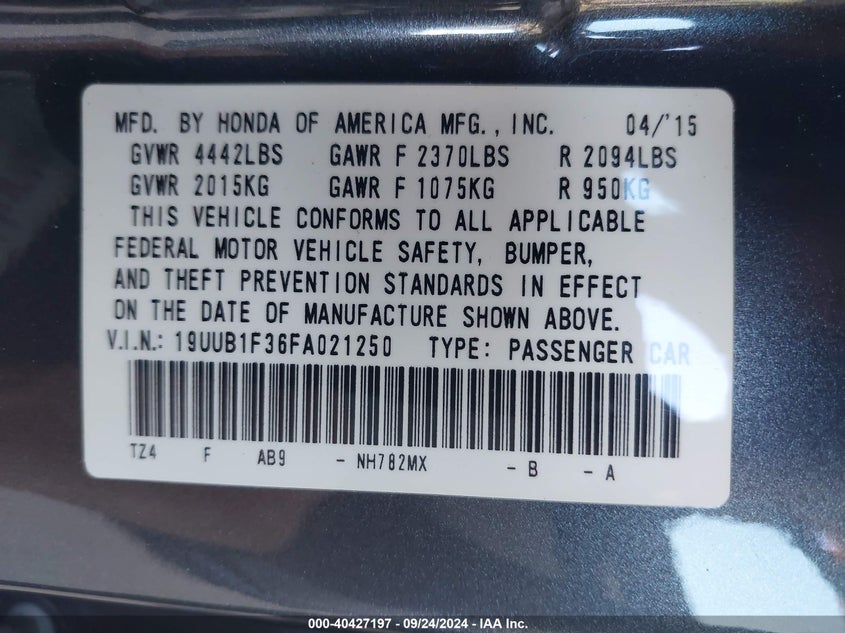 MFD. BY HONDA OF AMERICA MFG., INC. 04/'15
GVWR 4442LBS GAWR F 2370LBS R 2094LBS
GVWR 2015KG GAWR F 1075KG R 950KG
THIS VEHICLE CONFORMS TO ALL APPLICABLE
FEDERAL MOTOR VEHICLE SAFETY, BUMPER,
AND THEFT PREVENTION STANDARDS IN EFFECT
ON THE DATE OF MANUFACTURE SHOWN ABOVE.
V.I.N.: 19UUB1F36FA021250 TYPE: PASSENGER CAR
TZ4 F AB9 - NH782MX - B - A
000-40427197 - 09/24/2024 - IAA Inc.